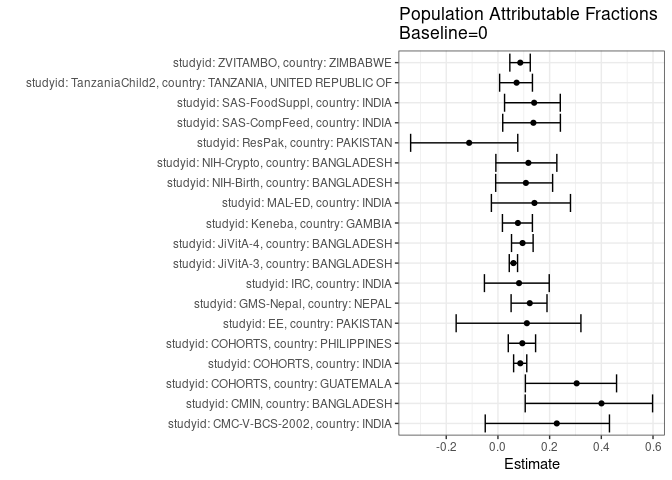 Population Attributable Fractions
Baseline=0
studyid: ZVITAMBO, country: ZIMBABWE
studyid: TanzaniaChild2, country: TANZANIA, UNITED REPUBLIC OF
studyid: SAS-FoodSuppl, country: INDIA
studyid: SAS-CompFeed, country: INDIA
studyid: ResPak, country: PAKISTAN
studyid: NIH-Crypto, country: BANGLADESH
studyid: NIH-Birth, country: BANGLADESH
studyid: MAL-ED, country: INDIA
studyid: Keneba, country: GAMBIA
studyid: JiVitA-4, country: BANGLADESH
studyid: JiVitA-3, country: BANGLADESH
studyid: IRC, country: INDIA
studyid: GMS-Nepal, country: NEPAL
studyid: EE, country: PAKISTAN
studyid: COHORTS, country: PHILIPPINES
studyid: COHORTS, country: INDIA
studyid: COHORTS, country: GUATEMALA
studyid: CMIN, country: BANGLADESH
studyid: CMC-V-BCS-2002, country: INDIA
-0.2 0.0 0.2 0.4 0.6
Estimate